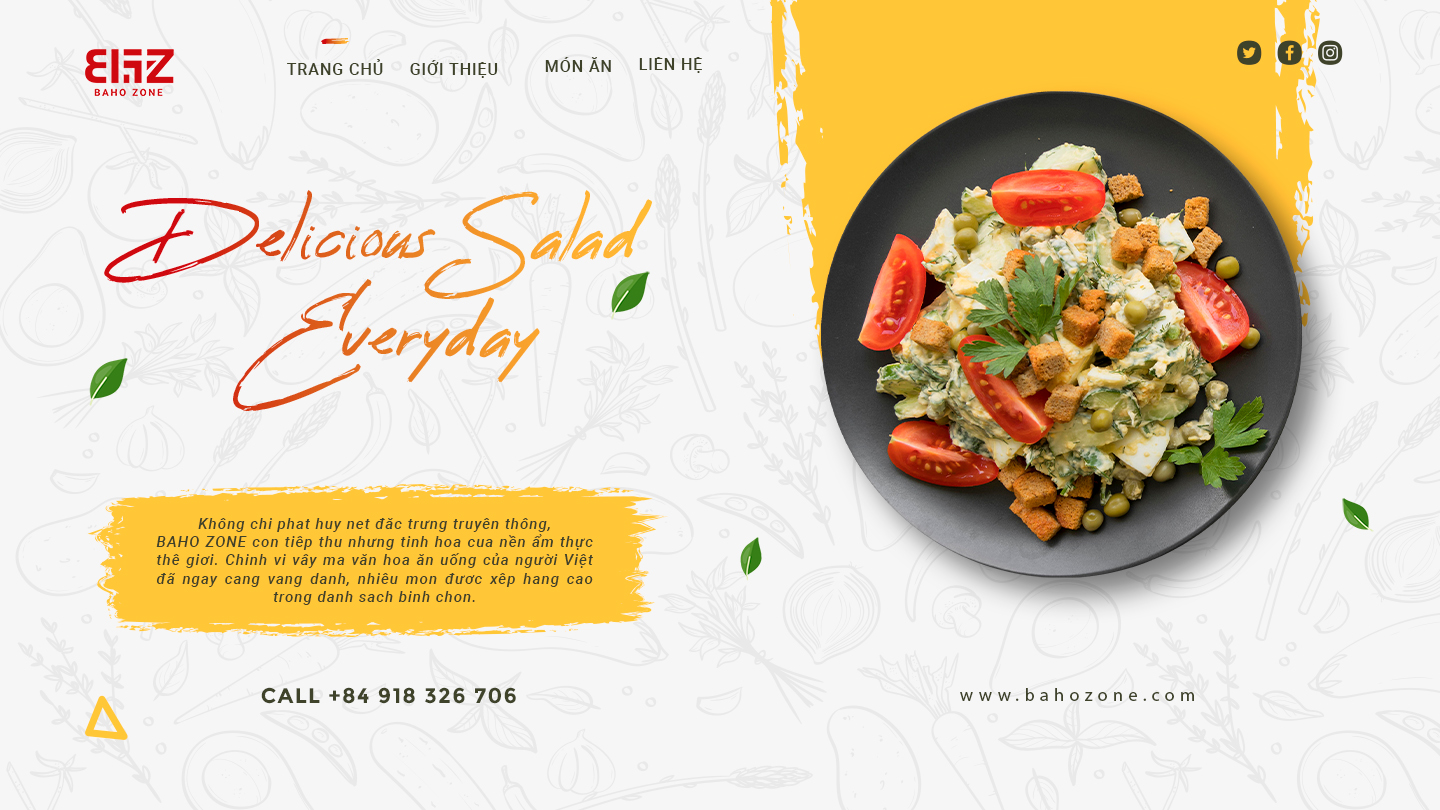 BAHO ZONE
TRANG CHỦ GIỚI THIỆU MÓN ĂN LIÊN HỆ
Delicious Salad
Everyday
Không chi phat huy net đăc trưng truyên thông,
BAHO ZONE con tiêp thu nhưng tinh hoa cua nền ẩm thực
thê giơi. Chinh vi vây ma văn hoa ăn uống của người Việt
đã ngay cang vang danh, nhiêu mon đươc xêp hang cao
trong danh sach binh chon.
CALL +84 918 326 706
www.bahozone.com